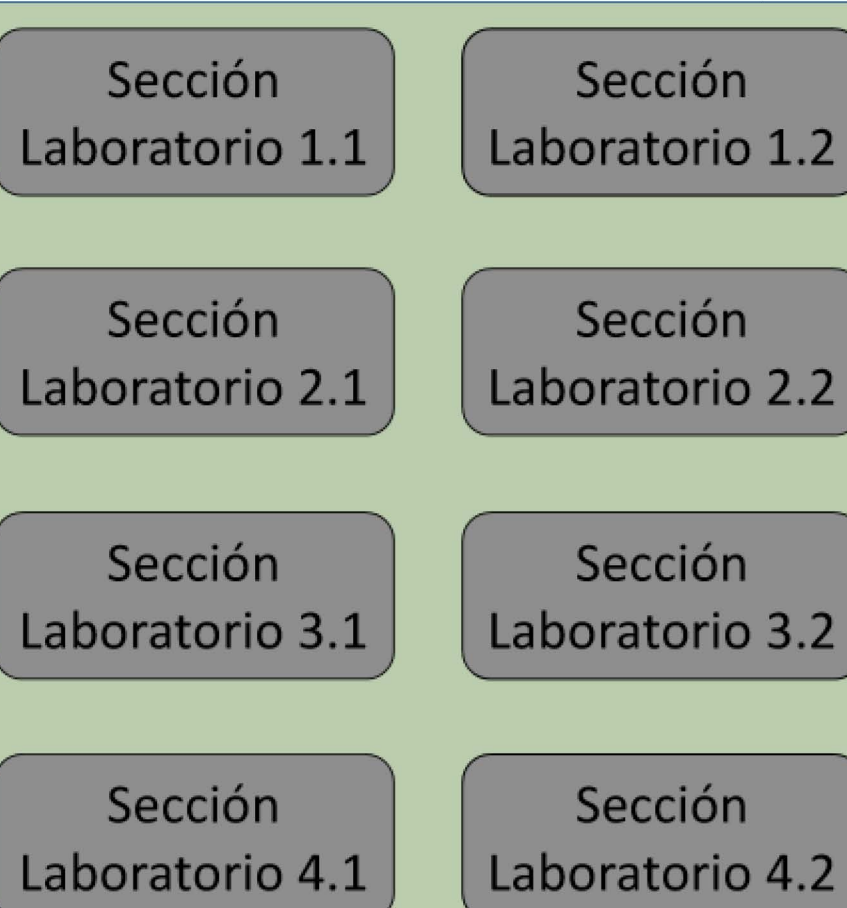 Sección
Laboratorio 1.1
Sección
Laboratorio 1.2
Sección
Laboratorio 2.1
Sección
Laboratorio 2.2
Sección
Laboratorio 3.1
Sección
Laboratorio 3.2
Sección
Laboratorio 4.1
Sección
Laboratorio 4.2